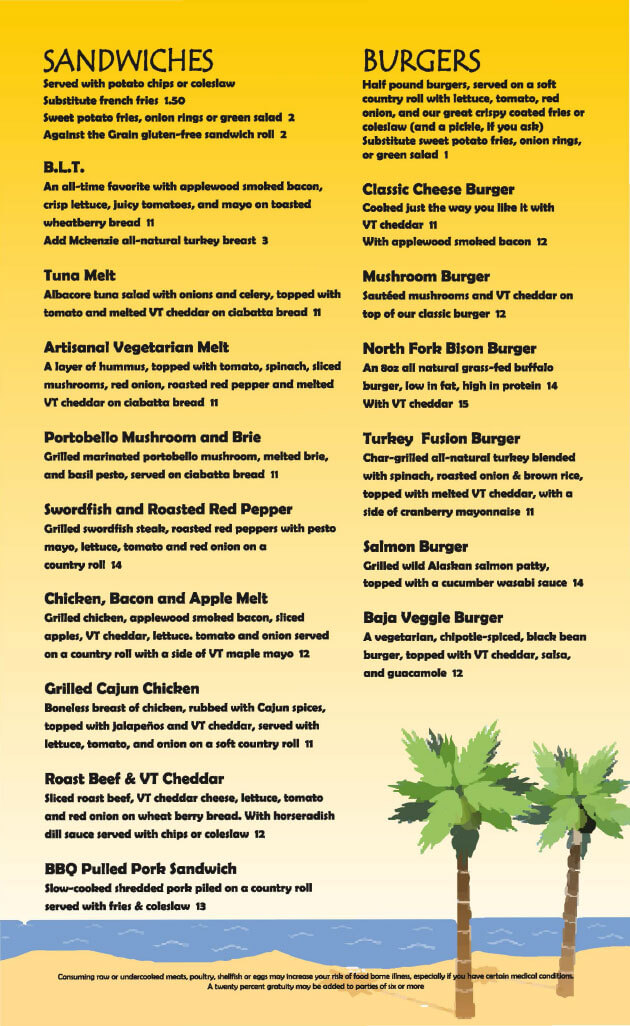 SANDWICHES
Served with potato chips or coleslaw
Substitute french fries 1.50
Sweet potato fries, onion rings or green salad 2
Against the Grain gluten-free sandwich roll 2
B.L.T.
An all-time favorite with applewood smoked bacon,
crisp lettuce, juicy tomatoes, and mayo on toasted
wheatberry bread 11
Add Mckenzie all-natural turkey breast 3
Tuna Melt
Albacore tuna salad with onions and celery, topped with
tomato and melted VT cheddar on ciabatta bread 11
Artisanal Vegetarian Melt
A layer of hummus, topped with tomato, spinach, sliced
mushrooms, red onion, roasted red pepper and melted
VT cheddar on ciabatta bread 11
Portobello Mushroom and Brie
Grilled marinated portobello mushroom, melted brie,
and basil pesto, served on ciabatta bread 11
Swordfish and Roasted Red Pepper
Grilled swordfish steak, roasted red peppers with pesto
mayo, lettuce, tomato and red onion on a
country roll 14
Chicken, Bacon and Apple Melt
Grilled chicken, applewood smoked bacon, sliced
apples, VT cheddar, lettuce. tomato and onion served
on a country roll with a side of VT maple mayo 12
Grilled Cajun Chicken
Boneless breast of chicken, rubbed with Cajun spices,
topped with jalapeños and VT cheddar, served with
lettuce, tomato, and onion on a soft country roll 11
Roast Beef & VT Cheddar
Sliced roast beef, VT cheddar cheese, lettuce, tomato
and red onion on wheat berry bread. With horseradish
dill sauce served with chips or coleslaw 12
BBQ Pulled Pork Sandwich
Slow-cooked shredded pork piled on a country roll
served with fries & coleslaw 13
BURGERS
Half pound burgers, served on a soft
country roll with lettuce, tomato, red
onion, and our great crispy coated fries or
coleslaw (and a pickle, if you ask)
Substitute sweet potato fries, onion rings,
or green salad 1
Classic Cheese Burger
Cooked just the way you like it with
VT cheddar 11
With applewood smoked bacon 12
Mushroom Burger
Sautéed mushrooms and VT cheddar on
top of our classic burger 12
North Fork Bison Burger
An 8oz all natural grass-fed buffalo
burger, low in fat, high in protein 14
With VT cheddar 15
Turkey Fusion Burger
Char-grilled all-natural turkey blended
with spinach, roasted onion & brown rice,
topped with melted VT cheddar, with a
side of cranberry mayonnaise 11
Salmon Burger
Grilled wild Alaskan salmon patty,
topped with a cucumber wasabi sauce 14
Baja Veggie Burger
A vegetarian, chipotle-spiced, black bean
burger, topped with VT cheddar, salsa,
and guacamole 12
Consuming raw or undercooked meats, poultry, shellfish or eggs may increase your risk of food borne illness, especially if you have certain medical conditions.
A twenty percent gratuity may be added to parties of six or more